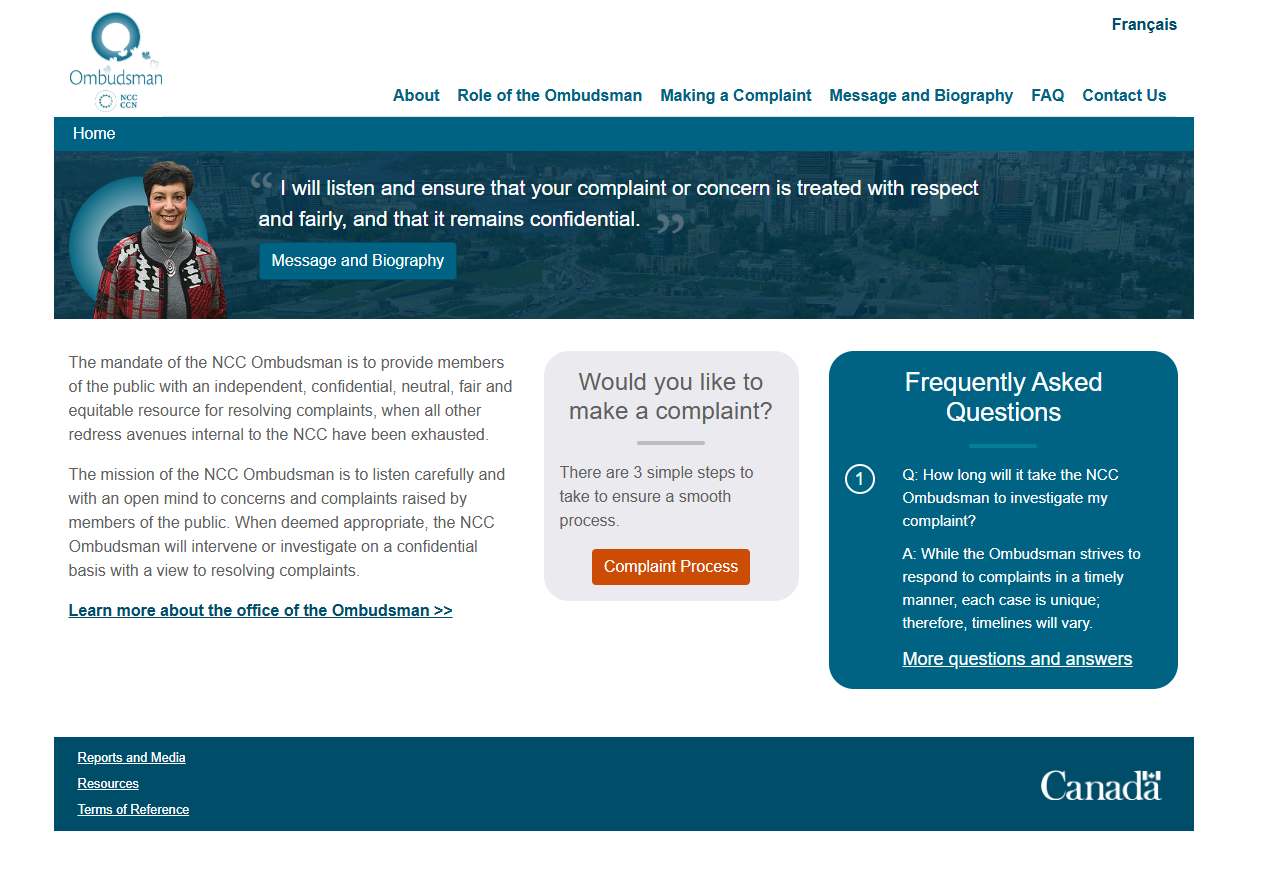 Français
Ombudsman
NCC
CCN
About Role of the Ombudsman Making a Complaint Message and Biography FAQ Contact Us
Home
“ I will listen and ensure that your complaint or concern is treated with respect
and fairly, and that it remains confidential. ”
Message and Biography
The mandate of the NCC Ombudsman is to provide members
of the public with an independent, confidential, neutral, fair and
equitable resource for resolving complaints, when all other
redress avenues internal to the NCC have been exhausted.
The mission of the NCC Ombudsman is to listen carefully and
with an open mind to concerns and complaints raised by
members of the public. When deemed appropriate, the NCC
Ombudsman will intervene or investigate on a confidential
basis with a view to resolving complaints.
Learn more about the office of the Ombudsman >>
Would you like to
make a complaint?
There are 3 simple steps to
take to ensure a smooth
process.
Complaint Process
Frequently Asked
Questions
1
Q: How long will it take the NCC
Ombudsman to investigate my
complaint?
A: While the Ombudsman strives to
respond to complaints in a timely
manner, each case is unique;
therefore, timelines will vary.
More questions and answers
Reports and Media
Resources
Terms of Reference
Canada